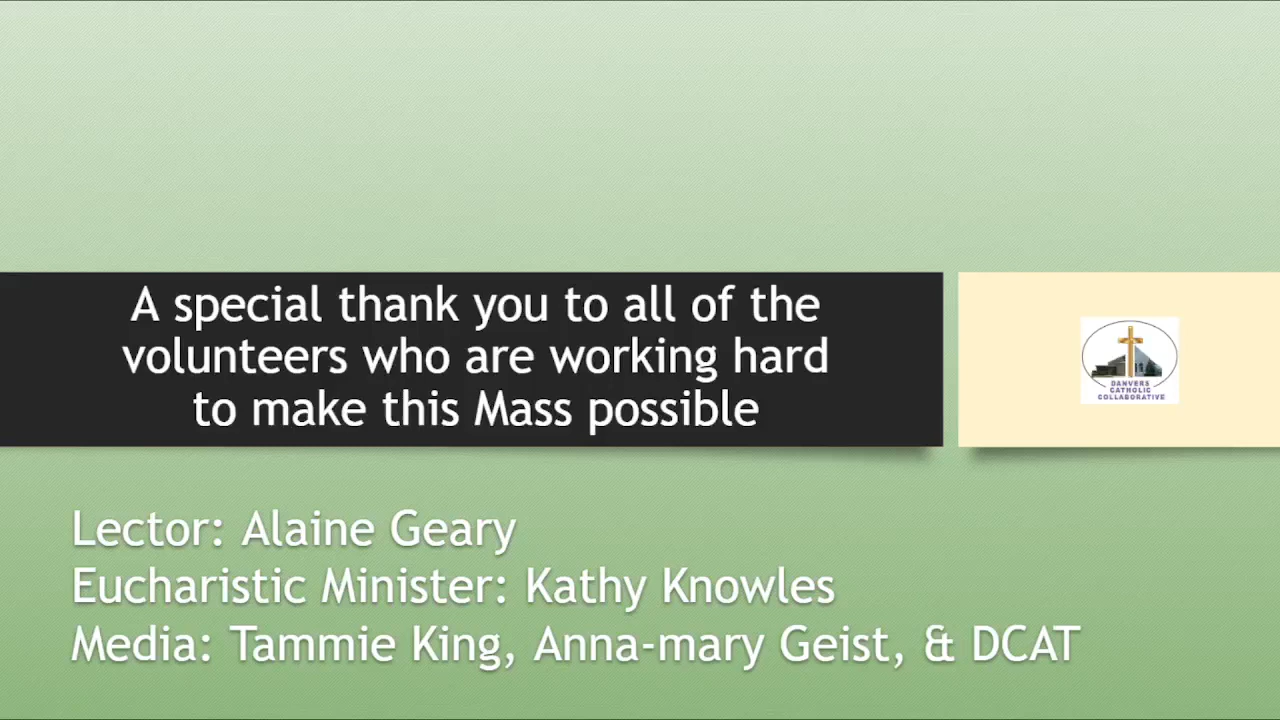 A special thank you to all of the
volunteers who are working hard
to make this Mass possible
DANVERS
CATHOLIC
COLLABORATIVE
Lector: Alaine Geary
Eucharistic Minister: Kathy Knowles
Media: Tammie King, Anna-mary Geist, & DCAT